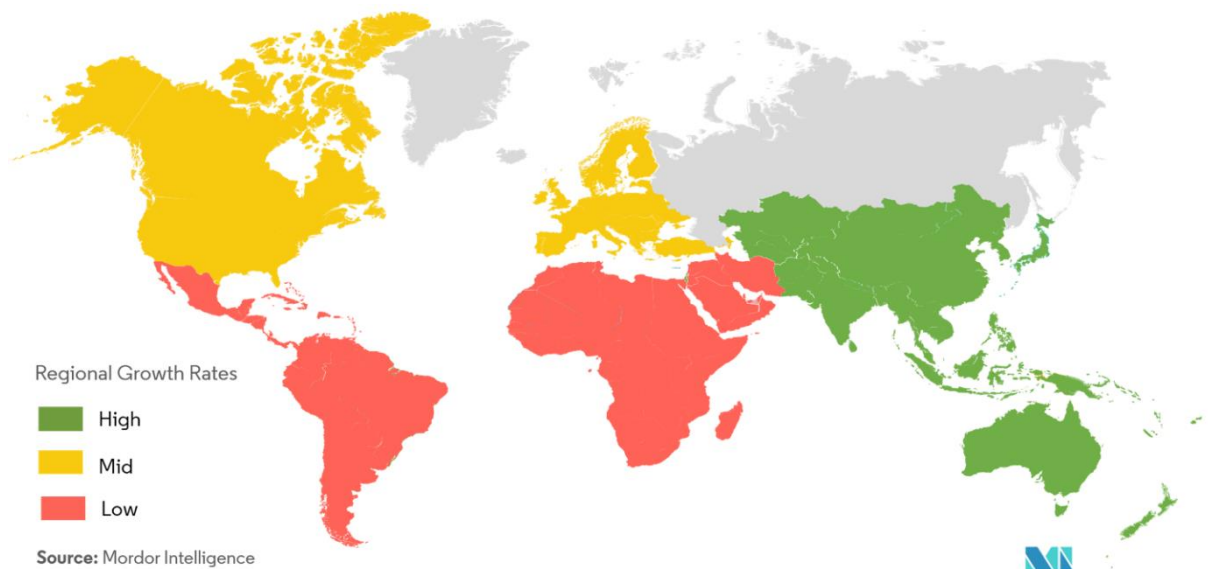 Regional Growth Rates
High
Mid
Low
Source: Mordor Intelligence